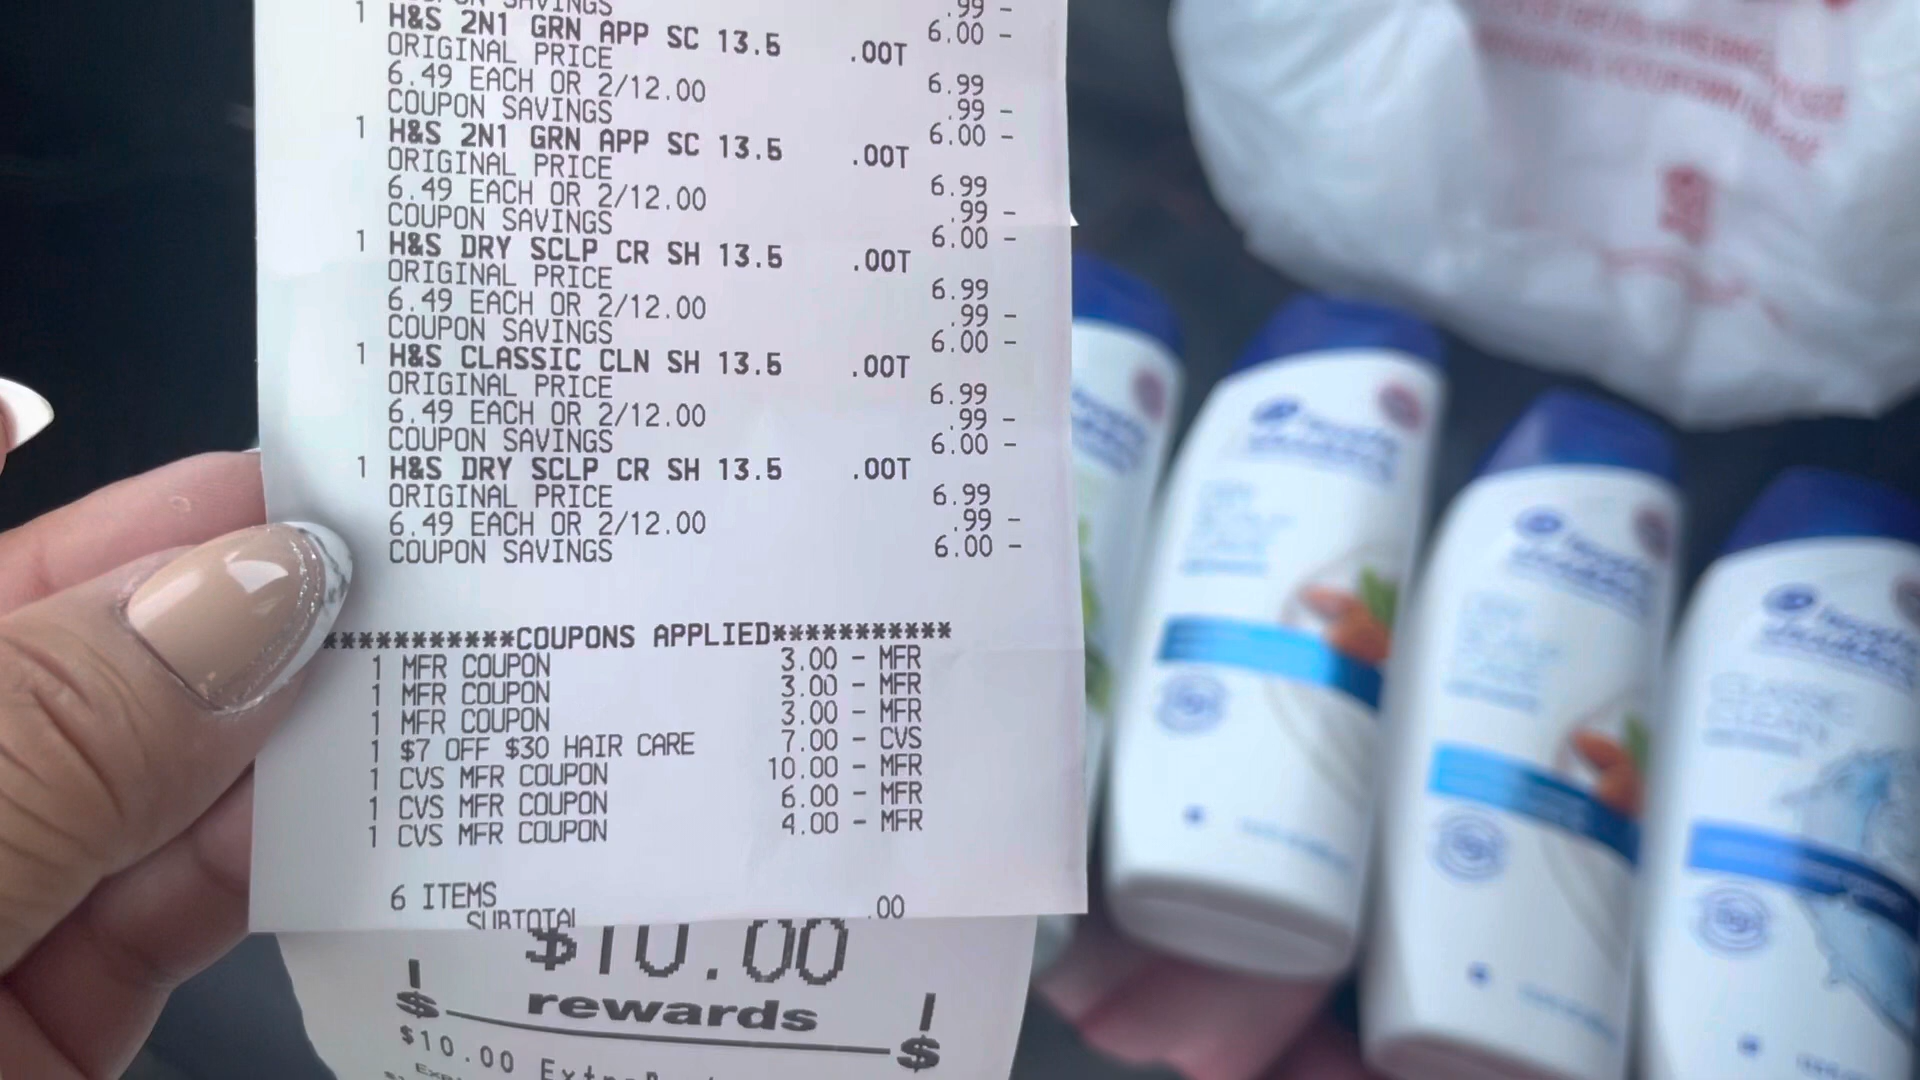 COUPON SAVINGS 6.00 -
1 H&S 2N1 GRN APP SC 13.5 .00T
ORIGINAL PRICE 6.99
6.49 EACH OR 2/12.00 .99 -
COUPON SAVINGS 6.00 -
1 H&S 2N1 GRN APP SC 13.5 .00T
ORIGINAL PRICE 6.99
6.49 EACH OR 2/12.00 .99 -
COUPON SAVINGS 6.00 -
1 H&S DRY SCLP CR SH 13.5 .00T
ORIGINAL PRICE 6.99
6.49 EACH OR 2/12.00 .99 -
COUPON SAVINGS 6.00 -
1 H&S CLASSIC CLN SH 13.5 .00T
ORIGINAL PRICE 6.99
6.49 EACH OR 2/12.00 .99 -
COUPON SAVINGS 6.00 -
1 H&S DRY SCLP CR SH 13.5 .00T
ORIGINAL PRICE 6.99
6.49 EACH OR 2/12.00 .99 -
COUPON SAVINGS 6.00 -
***********COUPONS APPLIED***********
1 MFR COUPON 3.00 - MFR
1 MFR COUPON 3.00 - MFR
1 MFR COUPON 3.00 - MFR
1 $7 OFF $30 HAIR CARE 7.00 - CVS
1 CVS MFR COUPON 10.00 - MFR
1 CVS MFR COUPON 6.00 - MFR
1 CVS MFR COUPON 4.00 - MFR
6 ITEMS
SUBTOTAL .00
$10.00
rewards
$10.00
CLASSIC
CLEAN